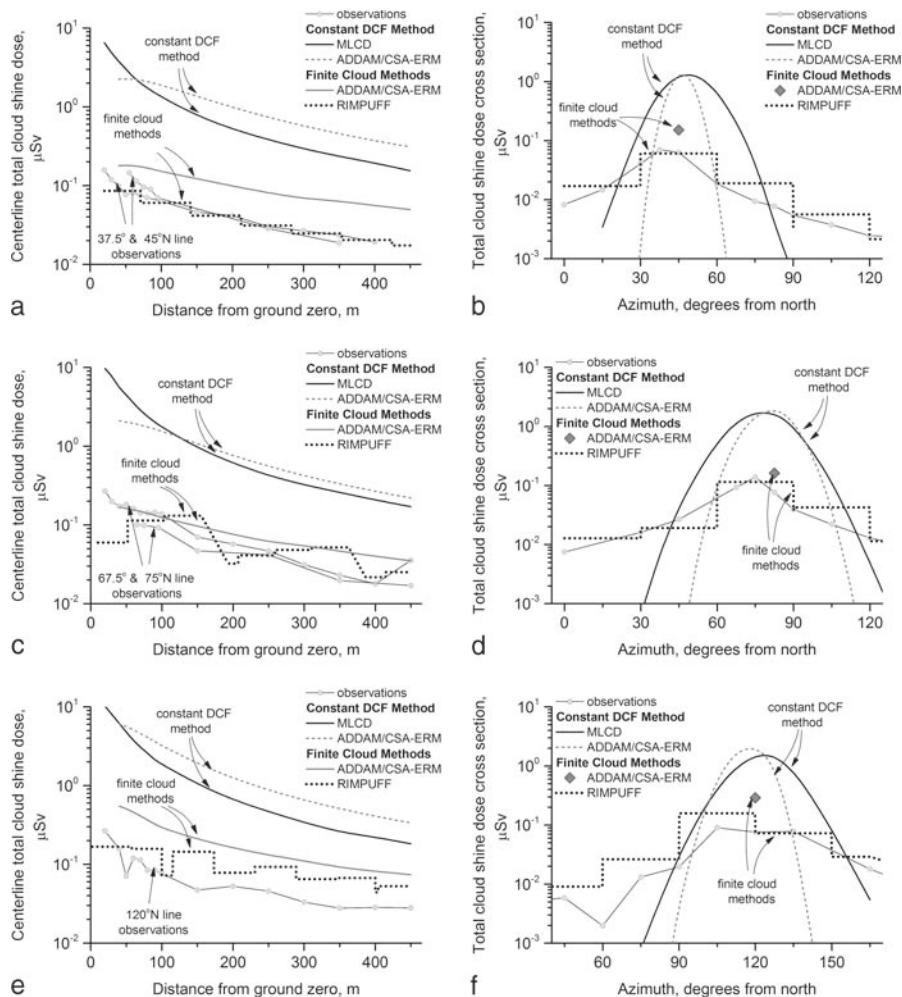 observations
Constant DCF Method
MLCD
ADDAM/CSA-ERM
Finite Cloud Methods
ADDAM/CSA-ERM
RIMPUFF
constant DCF
method
finite cloud
methods
37.5° & 45°N line
observations
10¹
10⁰
10⁻¹
10⁻²
0 100 200 300 400
Centerline total cloud shine dose,
μSv
Distance from ground zero, m
a
observations
Constant DCF Method
MLCD
ADDAM/CSA-ERM
Finite Cloud Methods
ADDAM/CSA-ERM
RIMPUFF
constant DCF
method
finite cloud
methods
10¹
10⁰
10⁻¹
10⁻²
10⁻³
0 30 60 90 120
Total cloud shine dose cross section,
μSv
Azimuth, degrees from north
b
observations
Constant DCF Method
MLCD
ADDAM/CSA-ERM
Finite Cloud Methods
ADDAM/CSA-ERM
RIMPUFF
constant DCF
method
finite cloud
methods
67.5° & 75°N line
observations
10¹
10⁰
10⁻¹
10⁻²
0 100 200 300 400
Centerline total cloud shine dose,
μSv
Distance from ground zero, m
c
observations
Constant DCF Method
MLCD
ADDAM/CSA-ERM
Finite Cloud Methods
ADDAM/CSA-ERM
RIMPUFF
constant DCF
method
finite cloud
methods
10¹
10⁰
10⁻¹
10⁻²
10⁻³
0 30 60 90 120
Total cloud shine dose cross section,
μSv
Azimuth, degrees from north
d
observations
Constant DCF Method
MLCD
ADDAM/CSA-ERM
Finite Cloud Methods
ADDAM/CSA-ERM
RIMPUFF
constant DCF
method
finite cloud
methods
120°N line
observations
10¹
10⁰
10⁻¹
10⁻²
0 100 200 300 400
Centerline total cloud shine dose,
μSv
Distance from ground zero, m
e
observations
Constant DCF Method
MLCD
ADDAM/CSA-ERM
Finite Cloud Methods
ADDAM/CSA-ERM
RIMPUFF
constant DCF
method
finite cloud
methods
10¹
10⁰
10⁻¹
10⁻²
10⁻³
60 90 120 150
Total cloud shine dose cross section,
μSv
Azimuth, degrees from north
f